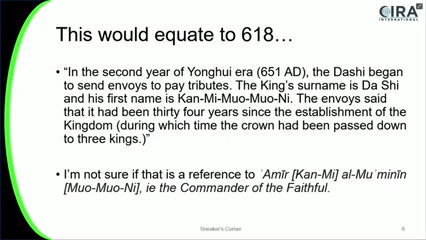 CIRA
INTERNATIONAL
This would equate to 618…
• “In the second year of Yonghui era (651 AD), the Dashi began
to send envoys to pay tributes. The King’s surname is Da Shi
and his first name is Kan-Mi-Muo-Muo-Ni. The envoys said
that it had been thirty four years since the establishment of the
Kingdom (during which time the crown had been passed down
to three kings.)”
• I’m not sure if that is a reference to ʾAmīr [Kan-Mi] al-Muʾminīn
[Muo-Muo-Ni], ie the Commander of the Faithful.
Sneaker's Corner
6